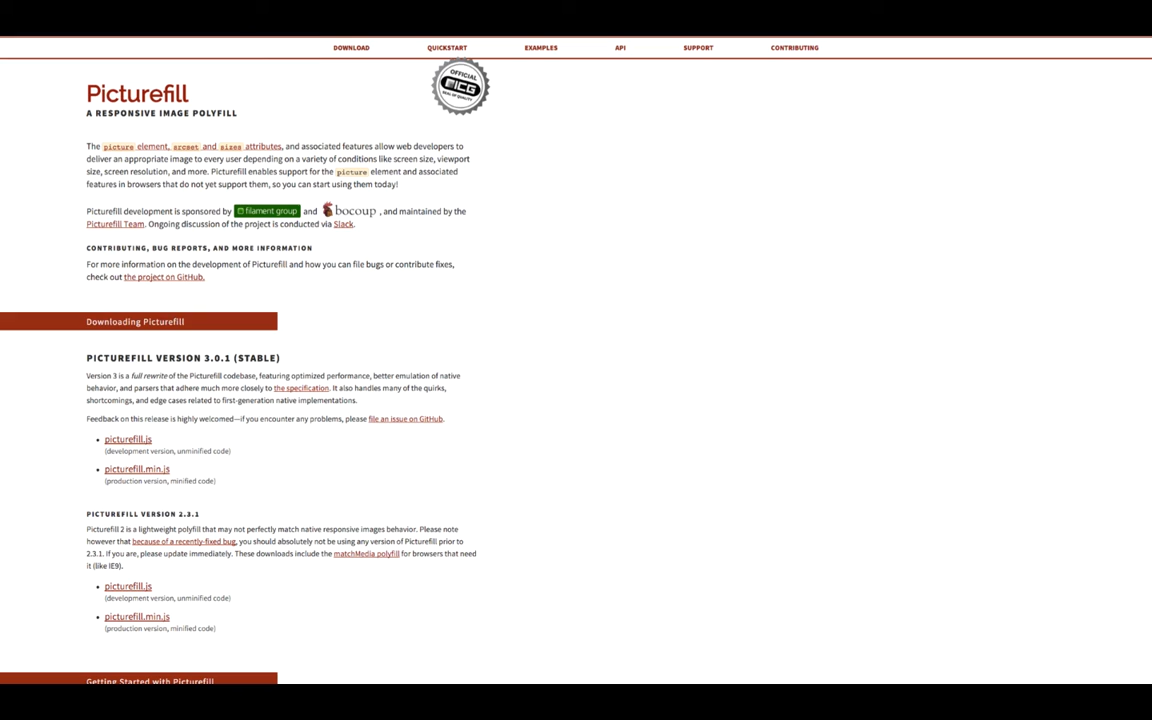 DOWNLOAD QUICKSTART EXAMPLES API SUPPORT CONTRIBUTING
OFFICIAL
RICG
SEAL OF QUALITY
Picturefill
A RESPONSIVE IMAGE POLYFILL
The picture element, srcset and sizes attributes, and associated features allow web developers to
deliver an appropriate image to every user depending on a variety of conditions like screen size, viewport
size, screen resolution, and more. Picturefill enables support for the picture element and associated
features in browsers that do not yet support them, so you can start using them today!
Picturefill development is sponsored by filament group and bocoup , and maintained by the
Picturefill Team. Ongoing discussion of the project is conducted via Slack.
CONTRIBUTING, BUG REPORTS, AND MORE INFORMATION
For more information on the development of Picturefill and how you can file bugs or contribute fixes,
check out the project on GitHub.
Downloading Picturefill
PICTUREFILL VERSION 3.0.1 (STABLE)
Version 3 is a full rewrite of the Picturefill codebase, featuring optimized performance, better emulation of native
behavior, and parsers that adhere much more closely to the specification. It also handles many of the quirks,
shortcomings, and edge cases related to first-generation native implementations.
Feedback on this release is highly welcomed—if you encounter any problems, please file an issue on GitHub.
• picturefill.js
(development version, unminified code)
• picturefill.min.js
(production version, minified code)
PICTUREFILL VERSION 2.3.1
Picturefill 2 is a lightweight polyfill that may not perfectly match native responsive images behavior. Please note
however that because of a recently-fixed bug, you should absolutely not be using any version of Picturefill prior to
2.3.1. If you are, please update immediately. These downloads include the matchMedia polyfill for browsers that need
it (like IE9).
• picturefill.js
(development version, unminified code)
• picturefill.min.js
(production version, minified code)
Getting Started with Picturefill